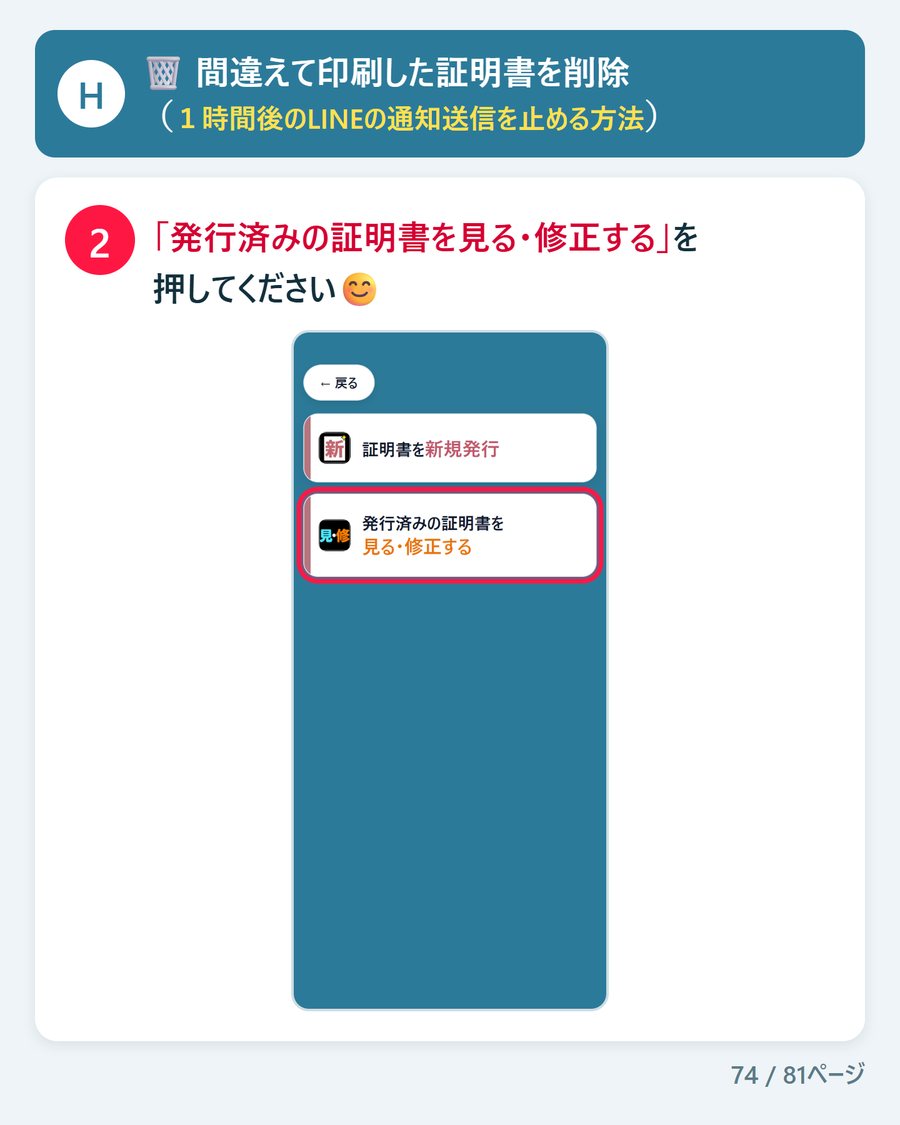 H
🗑️ 間違えて印刷した証明書を削除
（１時間後のLINEの通知送信を止める方法）
2
「発行済みの証明書を見る・修正する」を
押してください😊
← 戻る
新
証明書を新規発行
見・修
発行済みの証明書を
見る・修正する
74 / 81ページ